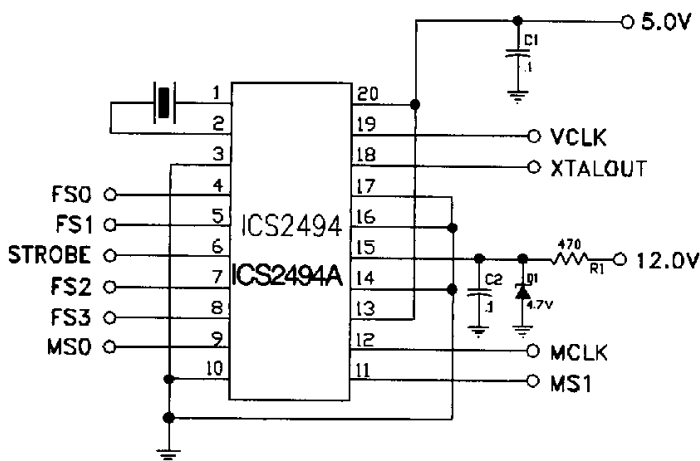 C1
.1
5.0V
1
20
2
19
VCLK
3
18
XTALOUT
FS0
4
17
FS1
5
ICS2494
16
STROBE
6
15
470
R1
12.0V
FS2
7
ICS2494A
14
C2
.1
D1
4.7V
FS3
8
13
MS0
9
12
MCLK
10
11
MS1